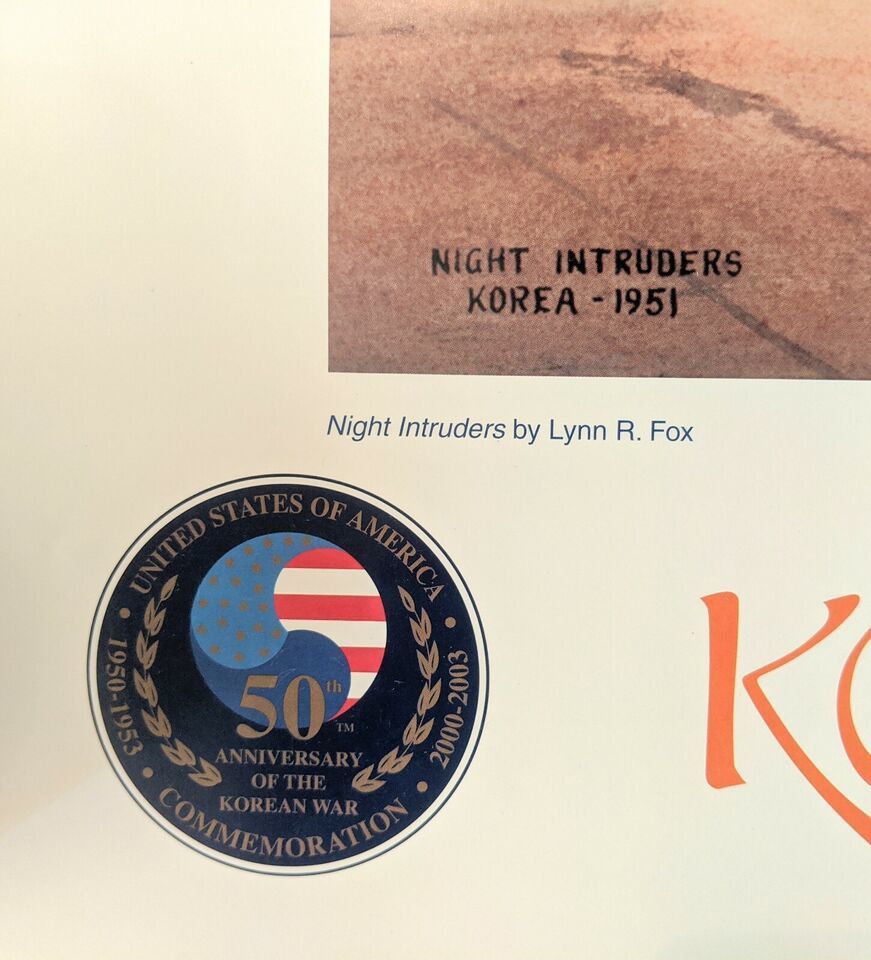 NIGHT INTRUDERS
KOREA - 1951
Night Intruders by Lynn R. Fox
UNITED STATES OF AMERICA
1950-1953
2000-2003
50th
TM
ANNIVERSARY
OF THE
KOREAN WAR
COMMEMORATION
K